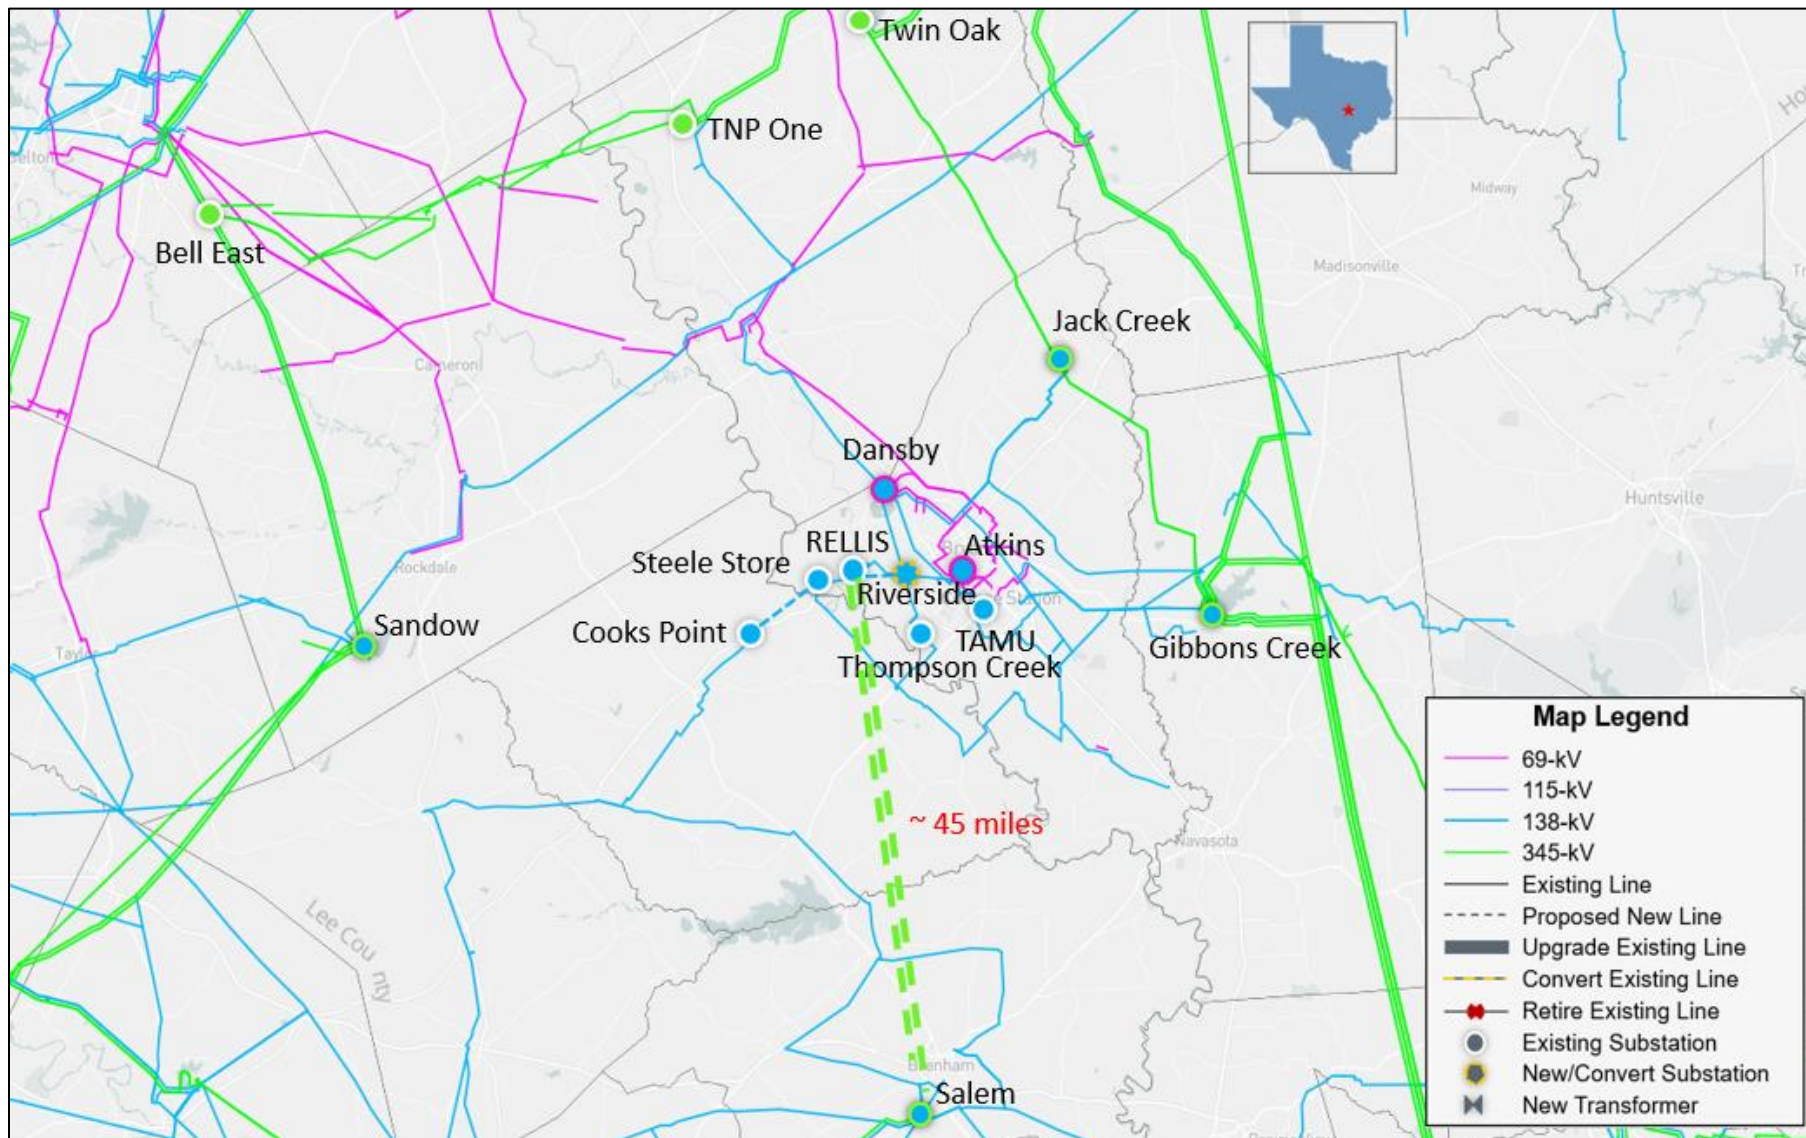 Twin Oak
TNP One
Midway
Bell East
Madisonville
Jack Creek
Cameron
Dansby
Huntsville
RELLIS
Atkins
Steele Store
Rockdale
Riverside
Station
Cooks Point
Sandow
TAMU
Gibbons Creek
Thompson Creek
~ 45 miles
Navasota
Lee County
Brenham
Salem
Map Legend
69-kV
115-kV
138-kV
345-kV
Existing Line
Proposed New Line
Upgrade Existing Line
Convert Existing Line
Retire Existing Line
Existing Substation
New/Convert Substation
New Transformer